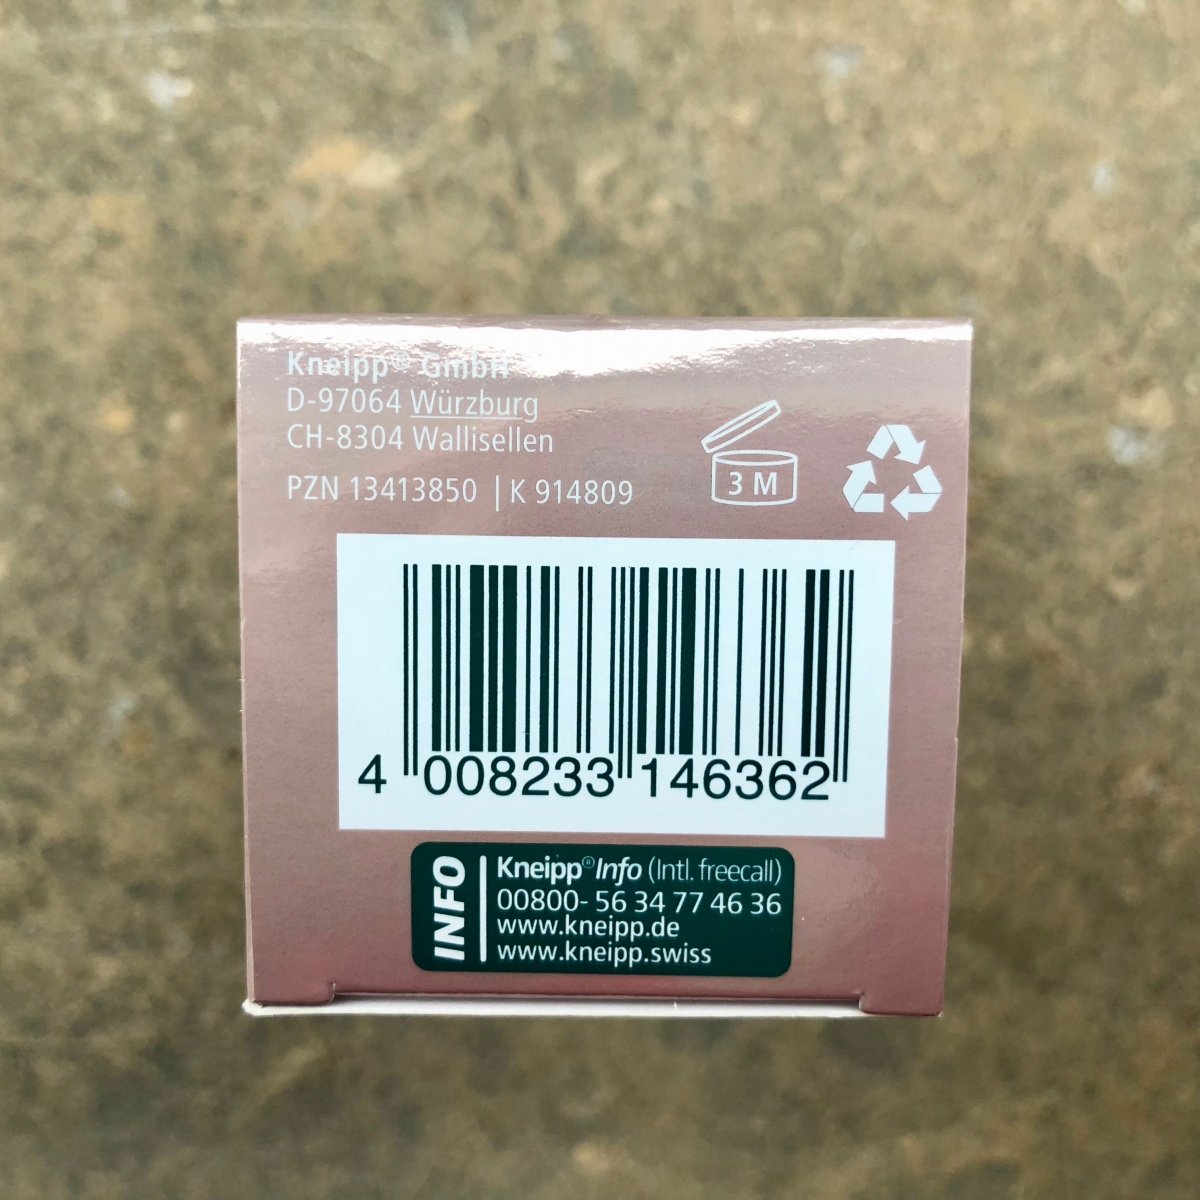 Kneipp® GmbH
D-97064 Würzburg
CH-8304 Wallisellen
PZN 13413850 | K 914809
3 M
4 008233 146362
INFO
Kneipp® Info (Intl. freecall)
00800- 56 34 77 46 36
www.kneipp.de
www.kneipp.swiss